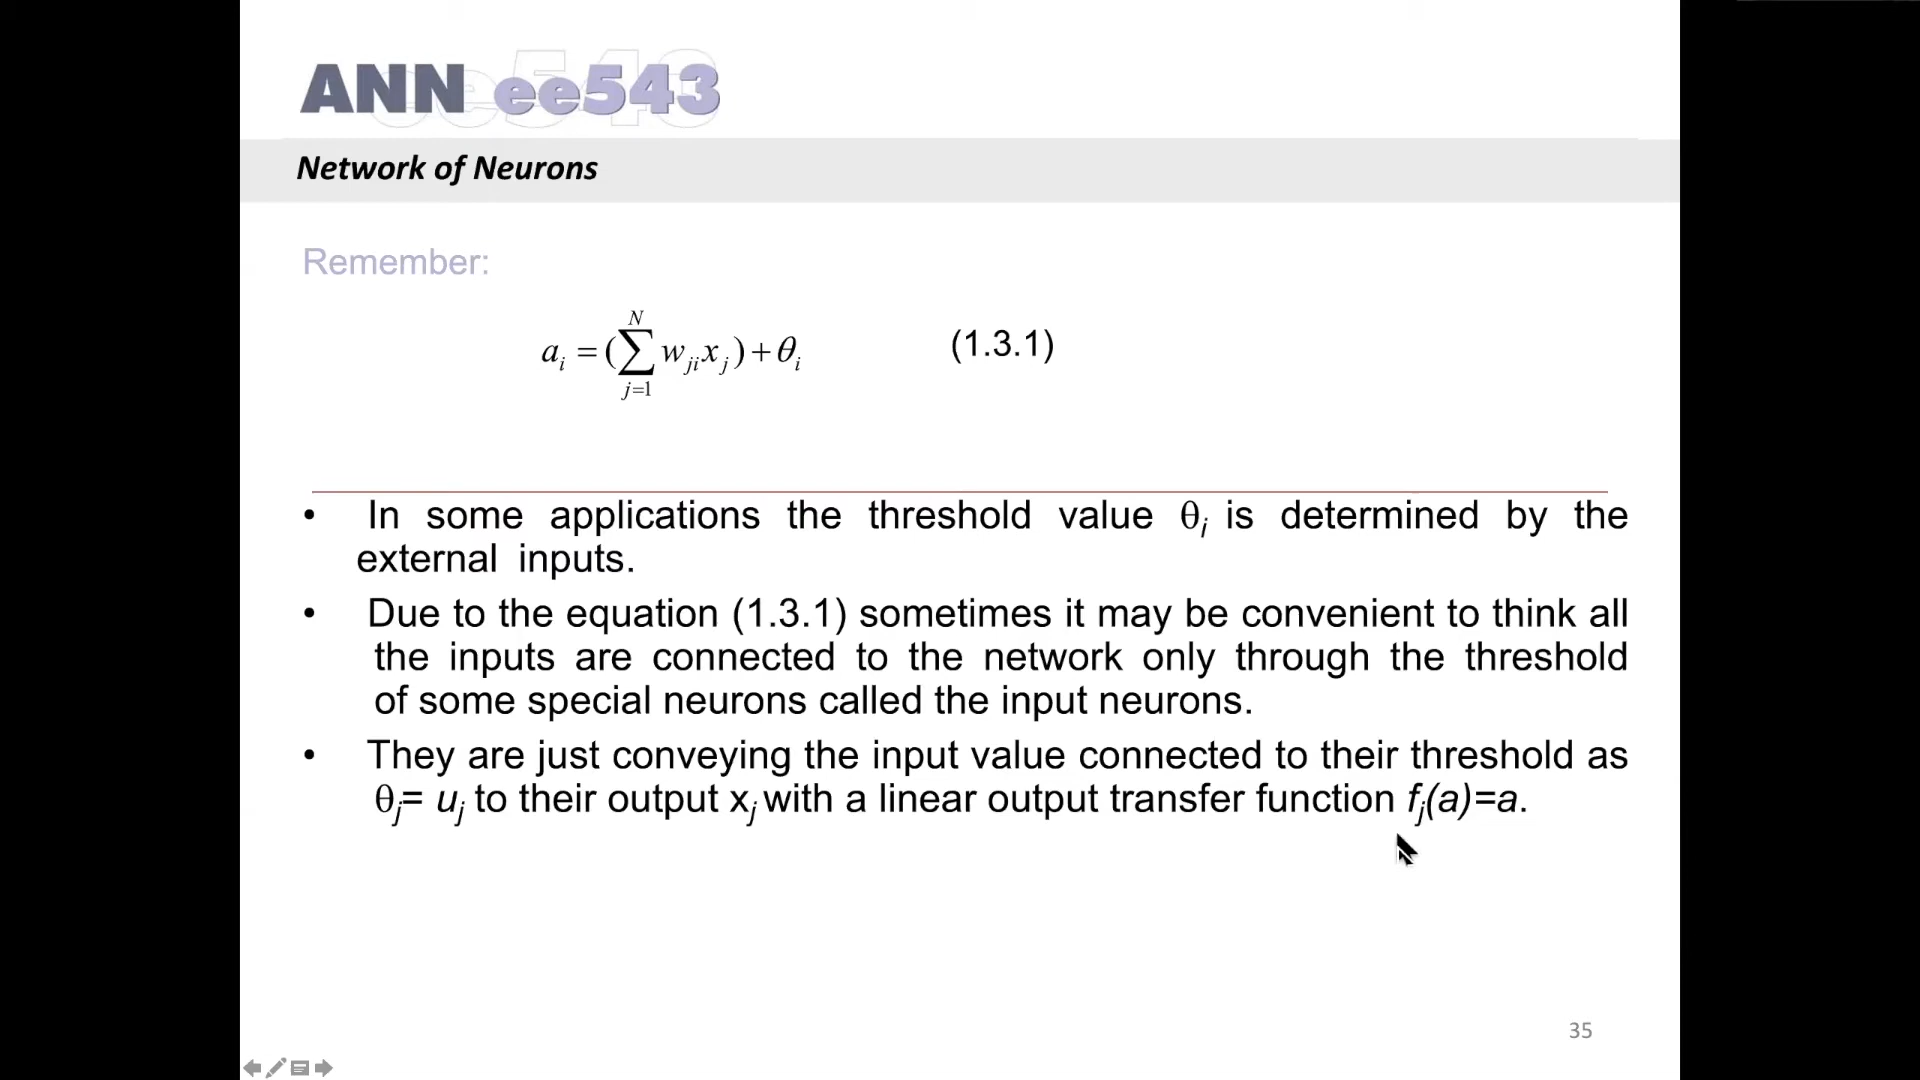 ANN ee543
Network of Neurons
Remember:
a_i = (∑_{j=1}^{N} w_{ji} x_j) + θ_i (1.3.1)
• In some applications the threshold value θ_i is determined by the
external inputs.
• Due to the equation (1.3.1) sometimes it may be convenient to think all
the inputs are connected to the network only through the threshold
of some special neurons called the input neurons.
• They are just conveying the input value connected to their threshold as
θ_j= u_j to their output x_j with a linear output transfer function f_j(a)=a.
35